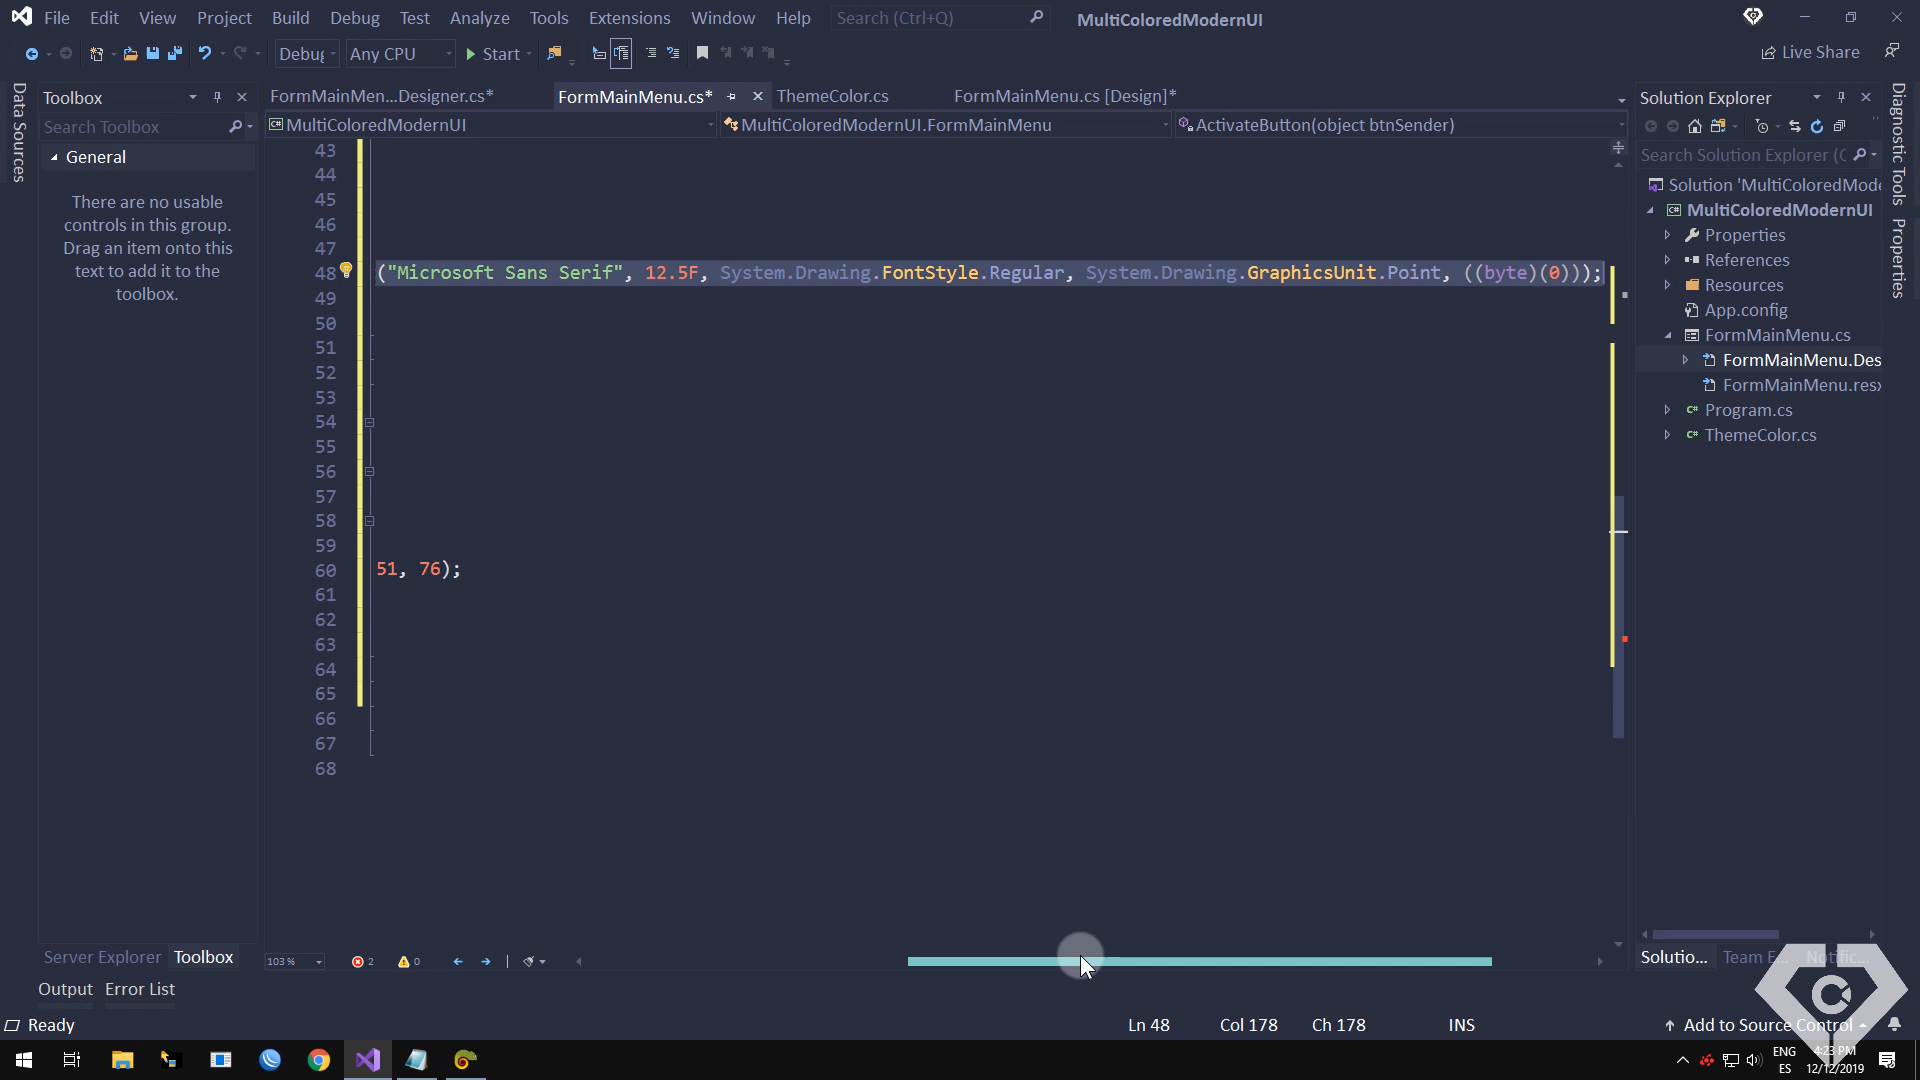 File Edit View Project Build Debug Test Analyze Tools Extensions Window Help Search (Ctrl+Q) MultiColoredModernUI
Debug Any CPU Start Live Share
Data Sources
Toolbox
Search Toolbox
General
There are no usable
controls in this group.
Drag an item onto this
text to add it to the
toolbox.
FormMainMen...Designer.cs* FormMainMenu.cs* ThemeColor.cs FormMainMenu.cs [Design]*
MultiColoredModernUI MultiColoredModernUI.FormMainMenu ActivateButton(object btnSender)
43
44
45
46
47
48 ("Microsoft Sans Serif", 12.5F, System.Drawing.FontStyle.Regular, System.Drawing.GraphicsUnit.Point, ((byte)(0)));
49
50
51
52
53
54
55
56
57
58
59
60 51, 76);
61
62
63
64
65
66
67
68
Solution Explorer
Search Solution Explorer (C
Solution 'MultiColoredMode
MultiColoredModernUI
Properties
References
Resources
App.config
FormMainMenu.cs
FormMainMenu.Des
FormMainMenu.resx
Program.cs
ThemeColor.cs
Diagnostic Tools
Properties
103 % 2 0
Server Explorer Toolbox
Soluti​o... Team E... Notific...
Output Error List
Ready Ln 48 Col 178 Ch 178 INS Add to Source Control
ENG
ES
4:23 PM
12/12/2019